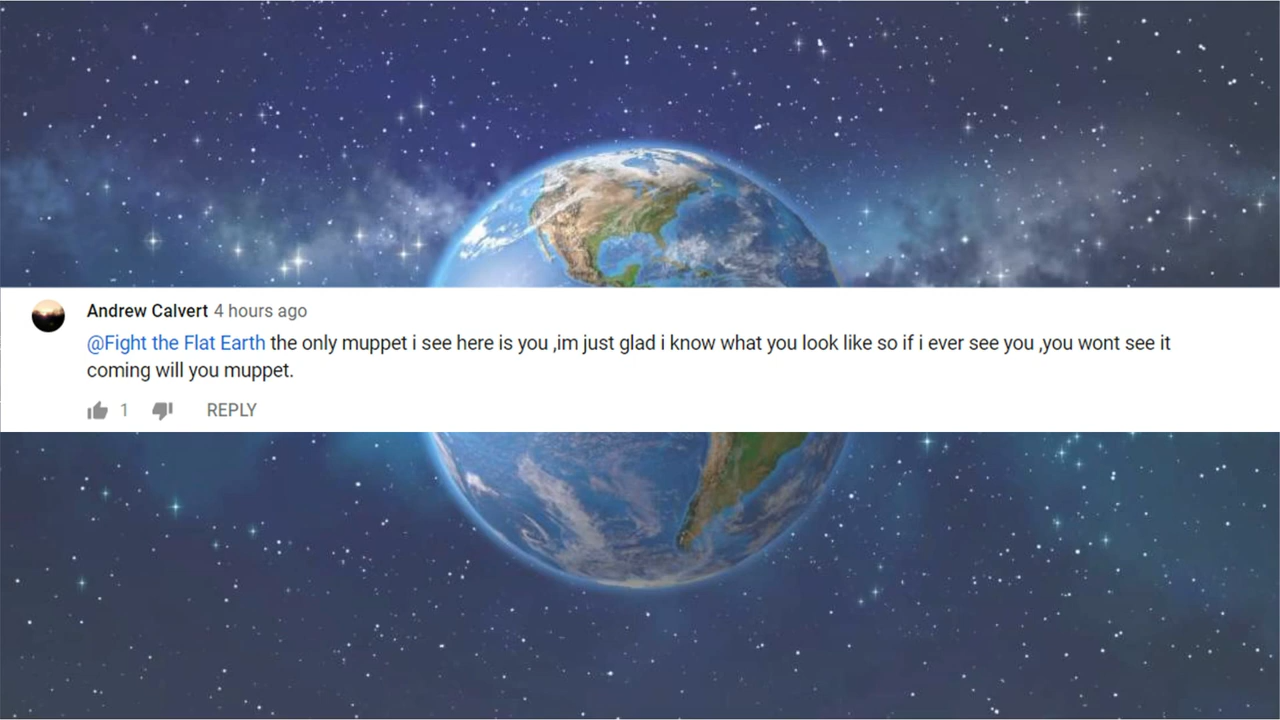 Andrew Calvert 4 hours ago
@Fight the Flat Earth the only muppet i see here is you ,im just glad i know what you look like so if i ever see you ,you wont see it
coming will you muppet.
1 REPLY